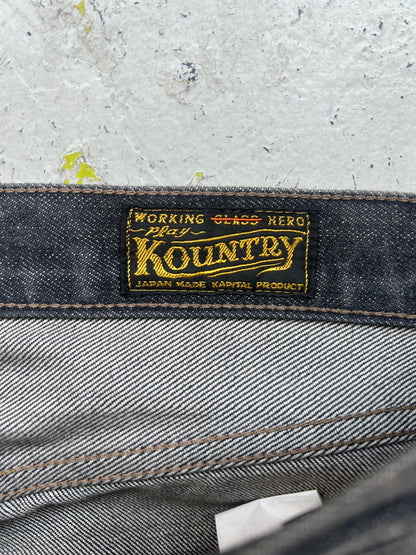 WORKING CLASS HERO
Play
KOUNTRY
JAPAN MADE KAPITAL PRODUCT